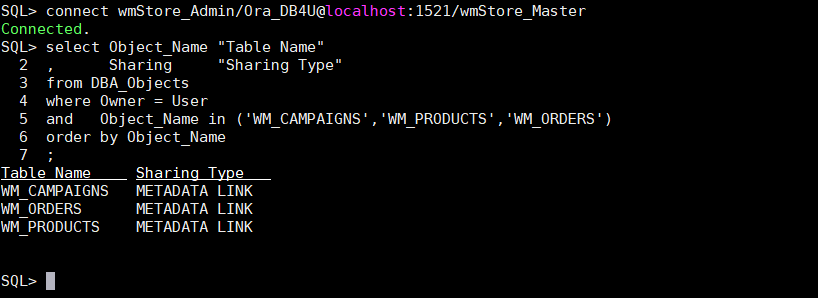 SQL> connect wmStore_Admin/Ora_DB4U@localhost:1521/wmStore_Master
Connected.
SQL> select Object_Name "Table Name"
  2  ,      Sharing     "Sharing Type"
  3  from DBA_Objects
  4  where Owner = User
  5  and   Object_Name in ('WM_CAMPAIGNS','WM_PRODUCTS','WM_ORDERS')
  6  order by Object_Name
  7  ;
Table Name     Sharing Type
WM_CAMPAIGNS   METADATA LINK
WM_ORDERS      METADATA LINK
WM_PRODUCTS    METADATA LINK
SQL>